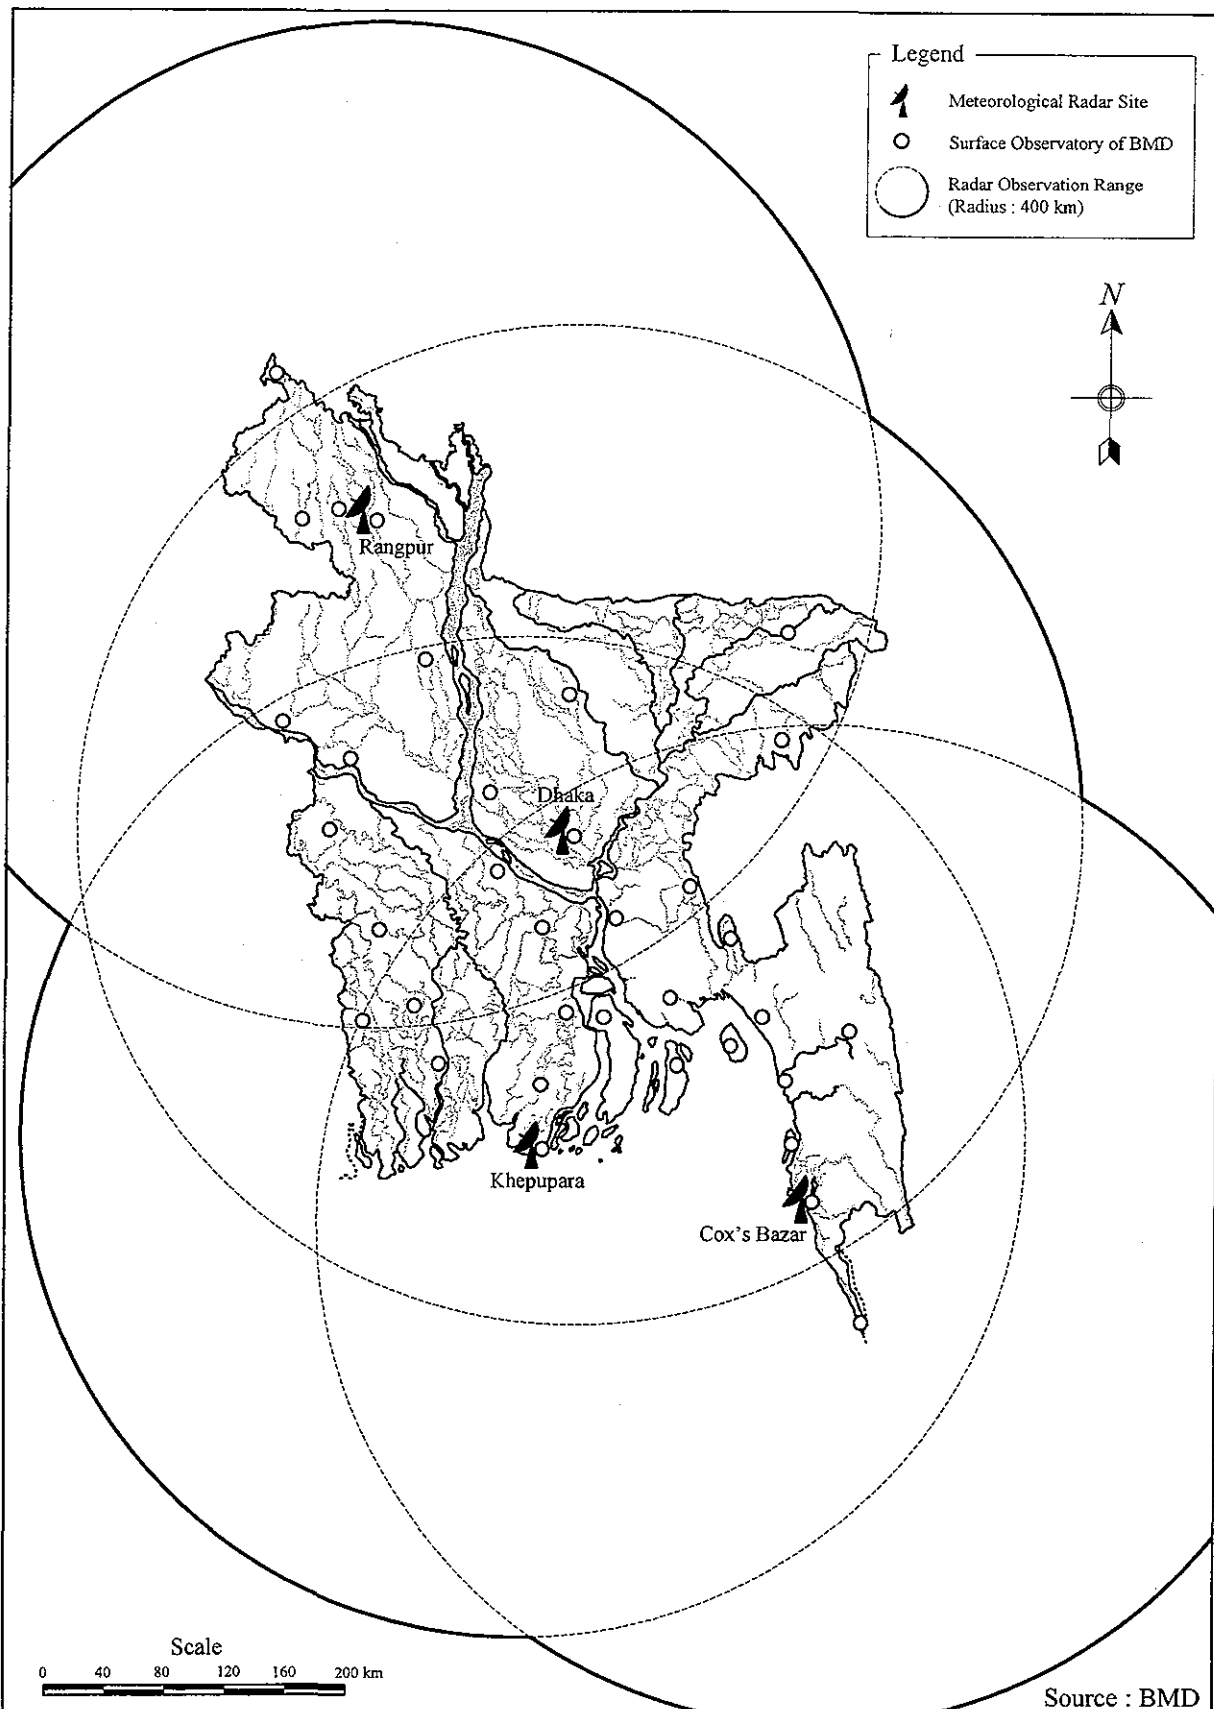 Legend
Meteorological Radar Site
Surface Observatory of BMD
Radar Observation Range
(Radius : 400 km)
N
Rangpur
Dhaka
Khepupara
Cox's Bazar
Scale
0 40 80 120 160 200 km
Source : BMD